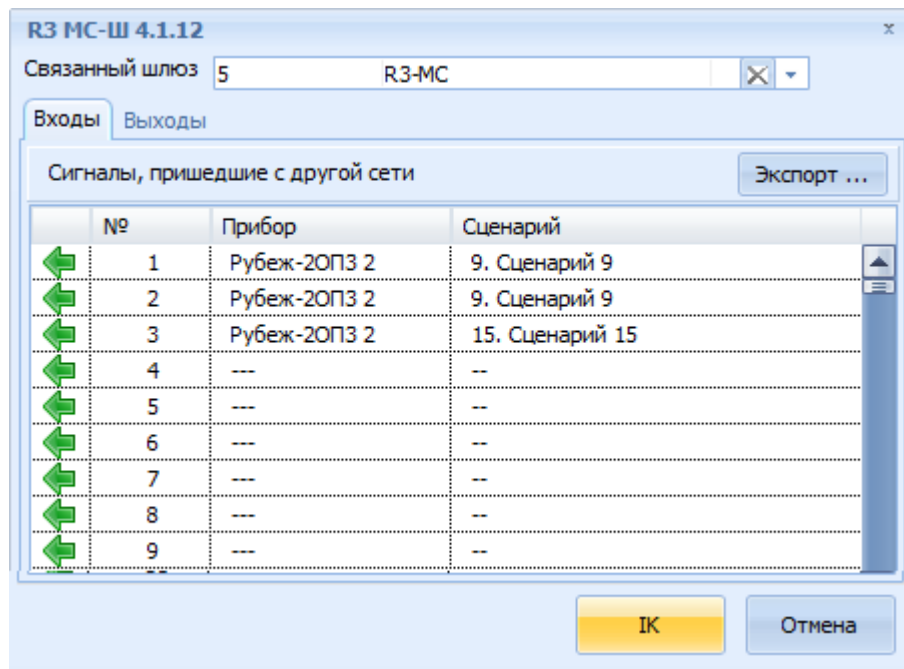 R3 МС-Ш 4.1.12 x
Связанный шлюз 5 R3-МС
Входы Выходы
Сигналы, пришедшие с другой сети Экспорт ...
№ Прибор Сценарий
1 Рубеж-2ОП3 2 9. Сценарий 9
2 Рубеж-2ОП3 2 9. Сценарий 9
3 Рубеж-2ОП3 2 15. Сценарий 15
4 --- --
5 --- --
6 --- --
7 --- --
8 --- --
9 --- --
IK Отмена